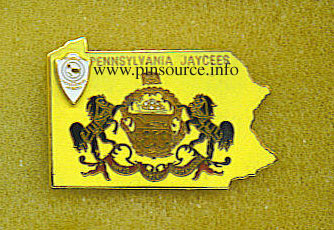 PENNSYLVANIA JAYCEES
www.pinsource.info